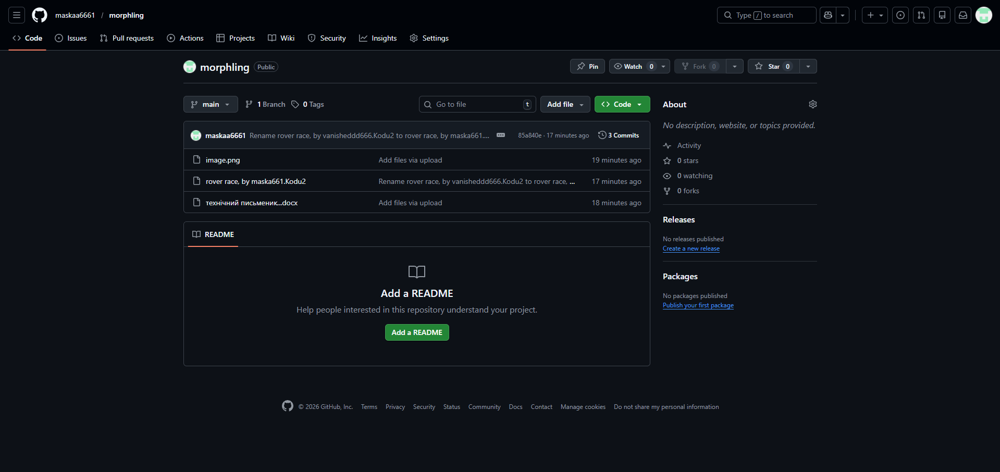 maskaa6661 / morphling
Type / to search
Code Issues Pull requests Actions Projects Wiki Security Insights Settings
morphling Public
Pin Watch 0 Fork 0 Star 0
main 1 Branch 0 Tags
Go to file t Add file Code
maskaa6661 Rename rover race, by vanisheddd666.Kodu2 to rover race, by maska661.... 85a840e · 17 minutes ago 3 Commits
image.png Add files via upload 19 minutes ago
rover race, by maska661.Kodu2 Rename rover race, by vanisheddd666.Kodu2 to rover race, ... 17 minutes ago
технічний письменик...docx Add files via upload 18 minutes ago
README
Add a README
Help people interested in this repository understand your project.
Add a README
About
No description, website, or topics provided.
Activity
0 stars
0 watching
0 forks
Releases
No releases published
Create a new release
Packages
No packages published
Publish your first package
© 2026 GitHub, Inc. Terms Privacy Security Status Community Docs Contact Manage cookies Do not share my personal information